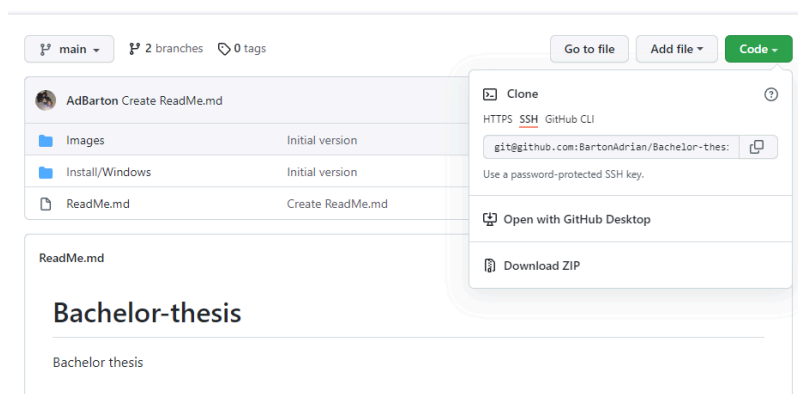 main 2 branches 0 tags Go to file Add file Code
AdBarton Create ReadMe.md
Images Initial version
Install/Windows Initial version
ReadMe.md Create ReadMe.md
Clone
HTTPS SSH GitHub CLI
git@github.com:BartonAdrian/Bachelor-thes:
Use a password-protected SSH key.
Open with GitHub Desktop
Download ZIP
ReadMe.md
Bachelor-thesis
Bachelor thesis